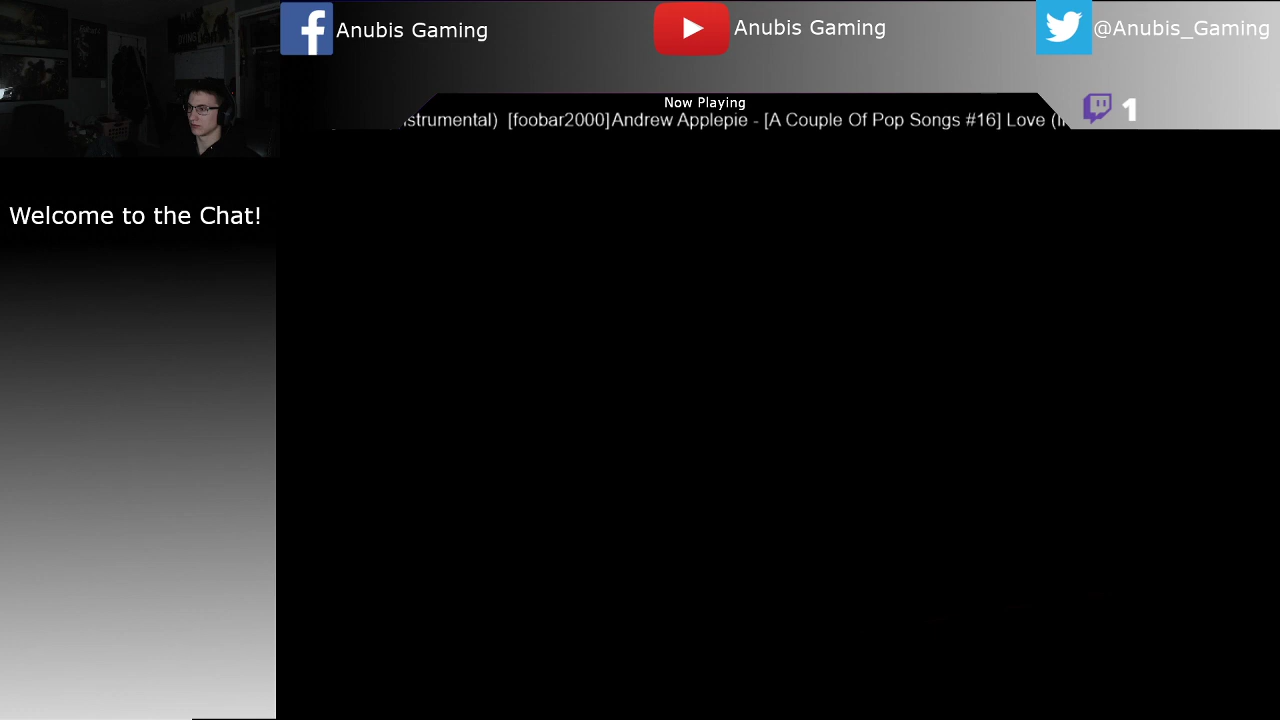 Anubis Gaming
Anubis Gaming
@Anubis_Gaming
Now Playing
strumental) [foobar2000]Andrew Applepie - [A Couple Of Pop Songs #16] Love (I
1
Welcome to the Chat!